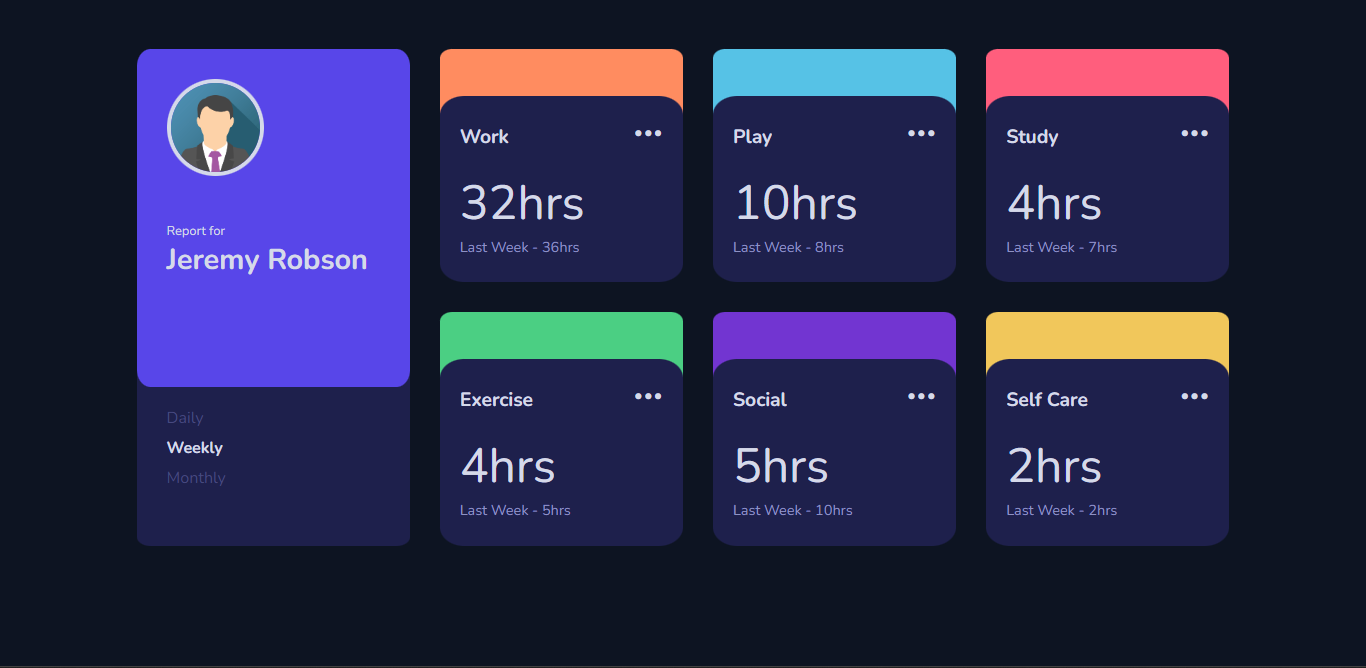 Report for
Jeremy Robson
Daily
Weekly
Monthly
Work
32hrs
Last Week - 36hrs
Play
10hrs
Last Week - 8hrs
Study
4hrs
Last Week - 7hrs
Exercise
4hrs
Last Week - 5hrs
Social
5hrs
Last Week - 10hrs
Self Care
2hrs
Last Week - 2hrs